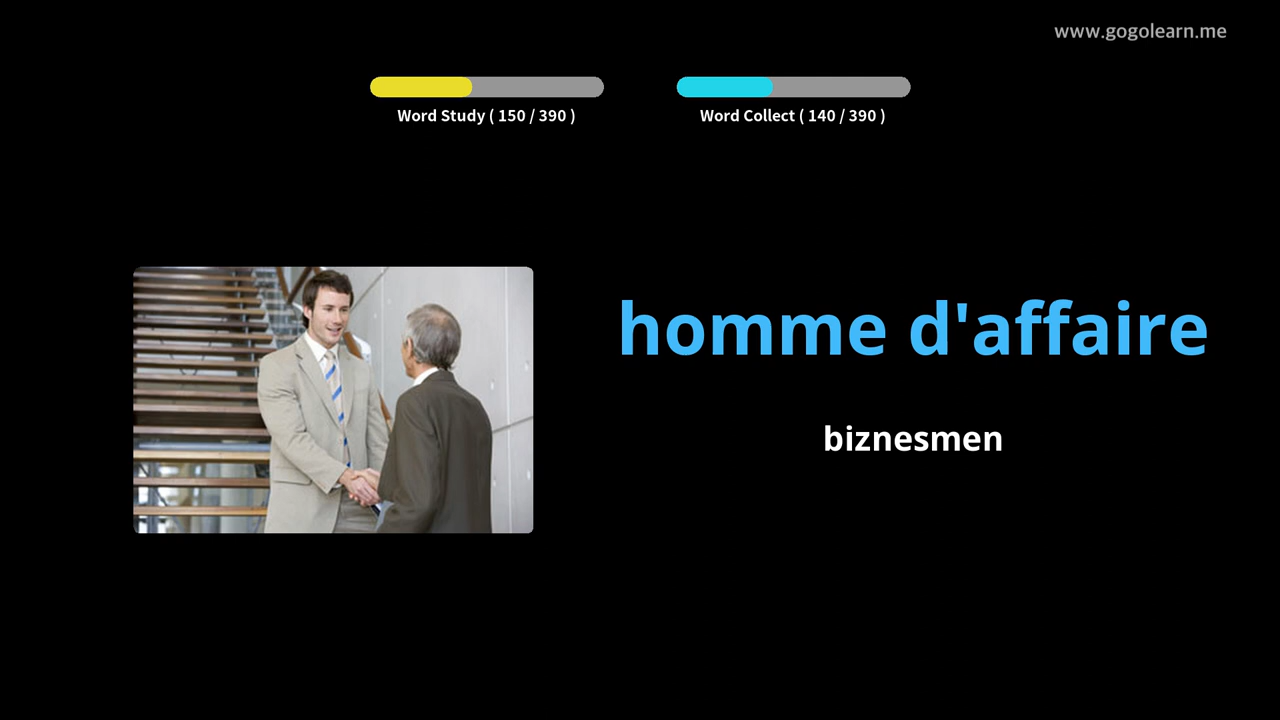 www.gogolearn.me
Word Study ( 150 / 390 )
Word Collect ( 140 / 390 )
homme d'affaire
biznesmen